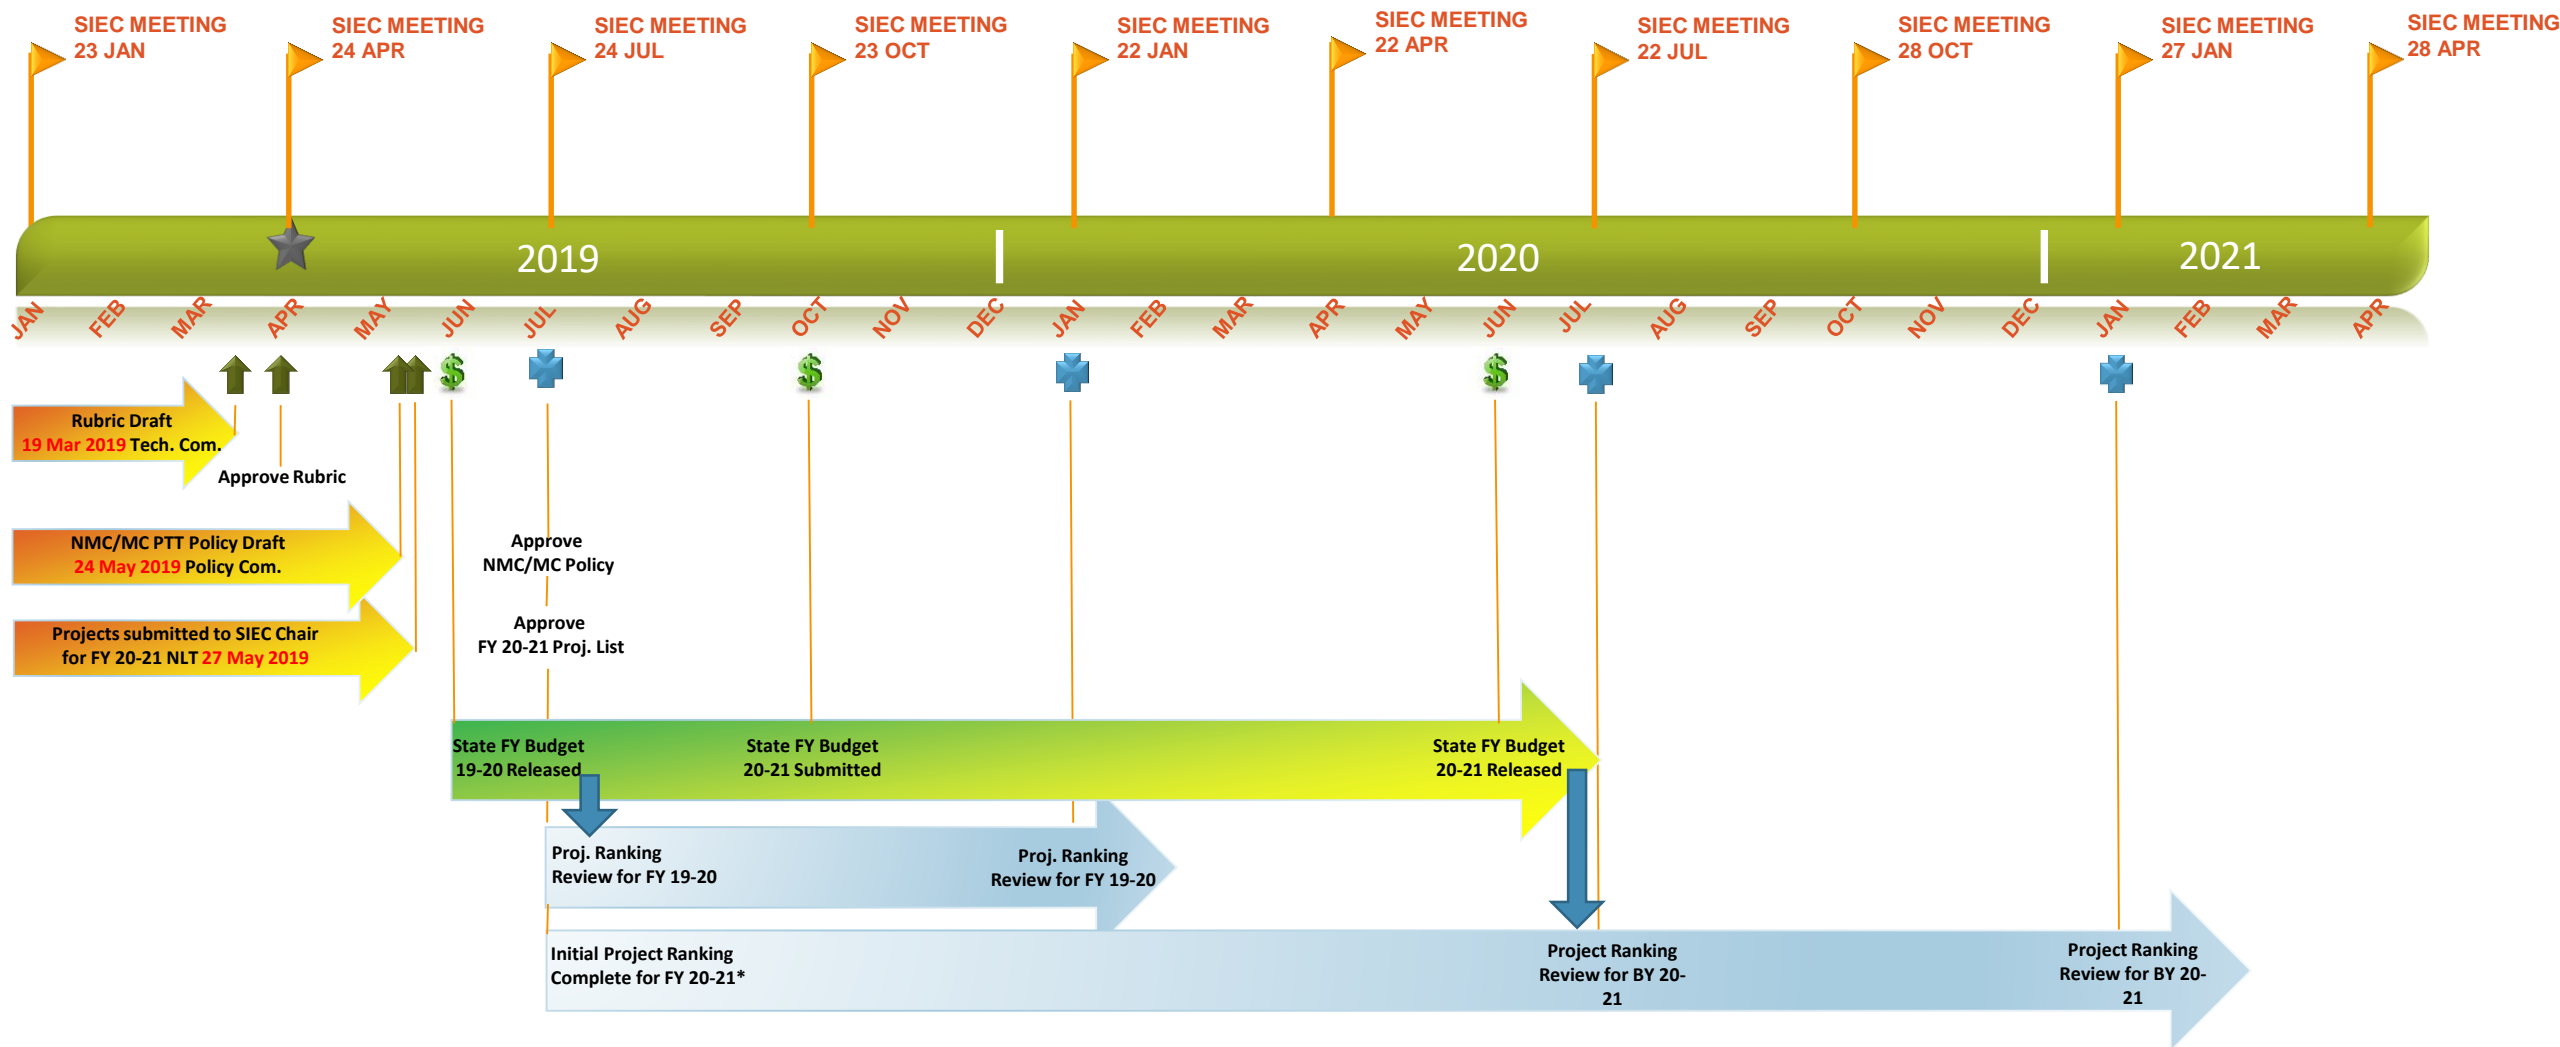 SIEC MEETING
23 JAN
SIEC MEETING
24 APR
SIEC MEETING
24 JUL
SIEC MEETING
23 OCT
SIEC MEETING
22 JAN
SIEC MEETING
22 APR
SIEC MEETING
22 JUL
SIEC MEETING
28 OCT
SIEC MEETING
27 JAN
SIEC MEETING
28 APR
2019
2020
2021
JAN
FEB
MAR
APR
MAY
JUN
JUL
AUG
SEP
OCT
NOV
DEC
JAN
FEB
MAR
APR
MAY
JUN
JUL
AUG
SEP
OCT
NOV
DEC
JAN
FEB
MAR
APR
$
$
$
Rubric Draft
19 Mar 2019 Tech. Com.
Approve Rubric
NMC/MC PTT Policy Draft
24 May 2019 Policy Com.
Approve
NMC/MC Policy
Projects submitted to SIEC Chair
for FY 20-21 NLT 27 May 2019
Approve
FY 20-21 Proj. List
State FY Budget
19-20 Released
State FY Budget
20-21 Submitted
State FY Budget
20-21 Released
Proj. Ranking
Review for FY 19-20
Proj. Ranking
Review for FY 19-20
Initial Project Ranking
Complete for FY 20-21*
Project Ranking
Review for BY 20-
21
Project Ranking
Review for BY 20-
21